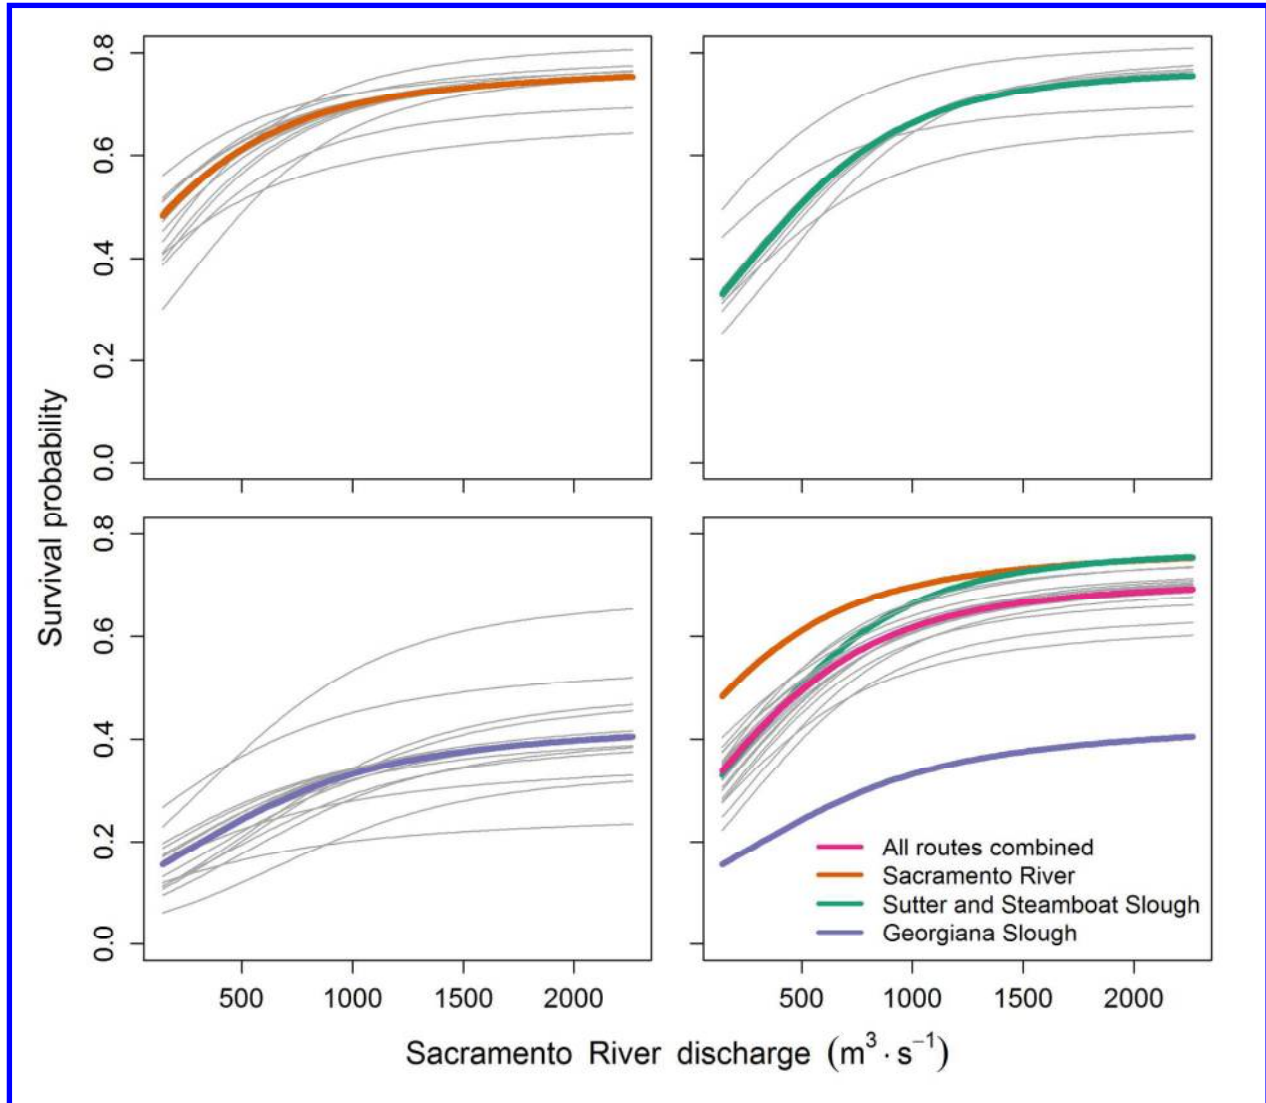 Survival probability
0.8
0.6
0.4
0.2
0.0
0.8
0.6
0.4
0.2
0.0
All routes combined
Sacramento River
Sutter and Steamboat Slough
Georgiana Slough
500 1000 1500 2000
500 1000 1500 2000
Sacramento River discharge (m³·s⁻¹)